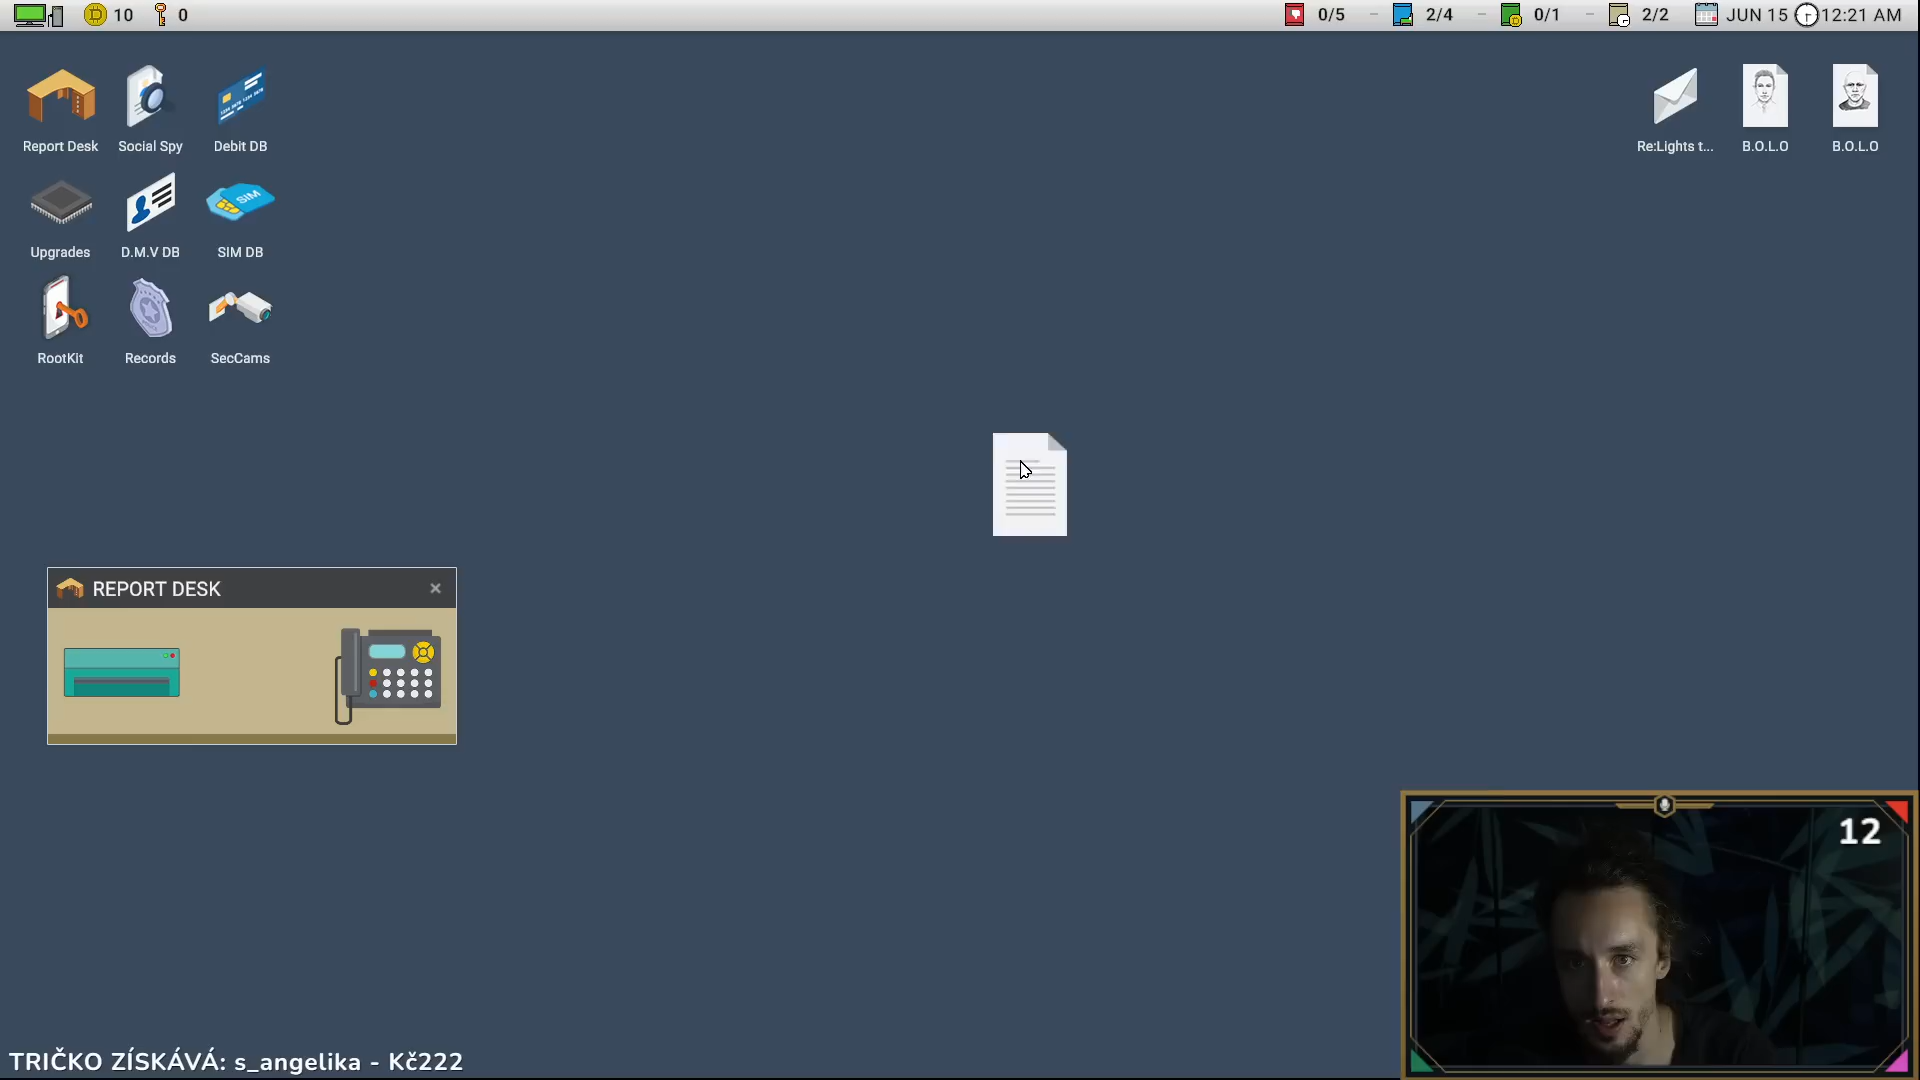 10 0 0/5 - 2/4 - 0/1 - 2/2 JUN 15 12:21 AM
Report Desk Social Spy Debit DB Re:Lights t... B.O.L.O B.O.L.O
Upgrades D.M.V DB SIM DB
RootKit Records SecCams
REPORT DESK
12
TRIČKO ZÍSKÁVÁ: s_angelika - Kč222